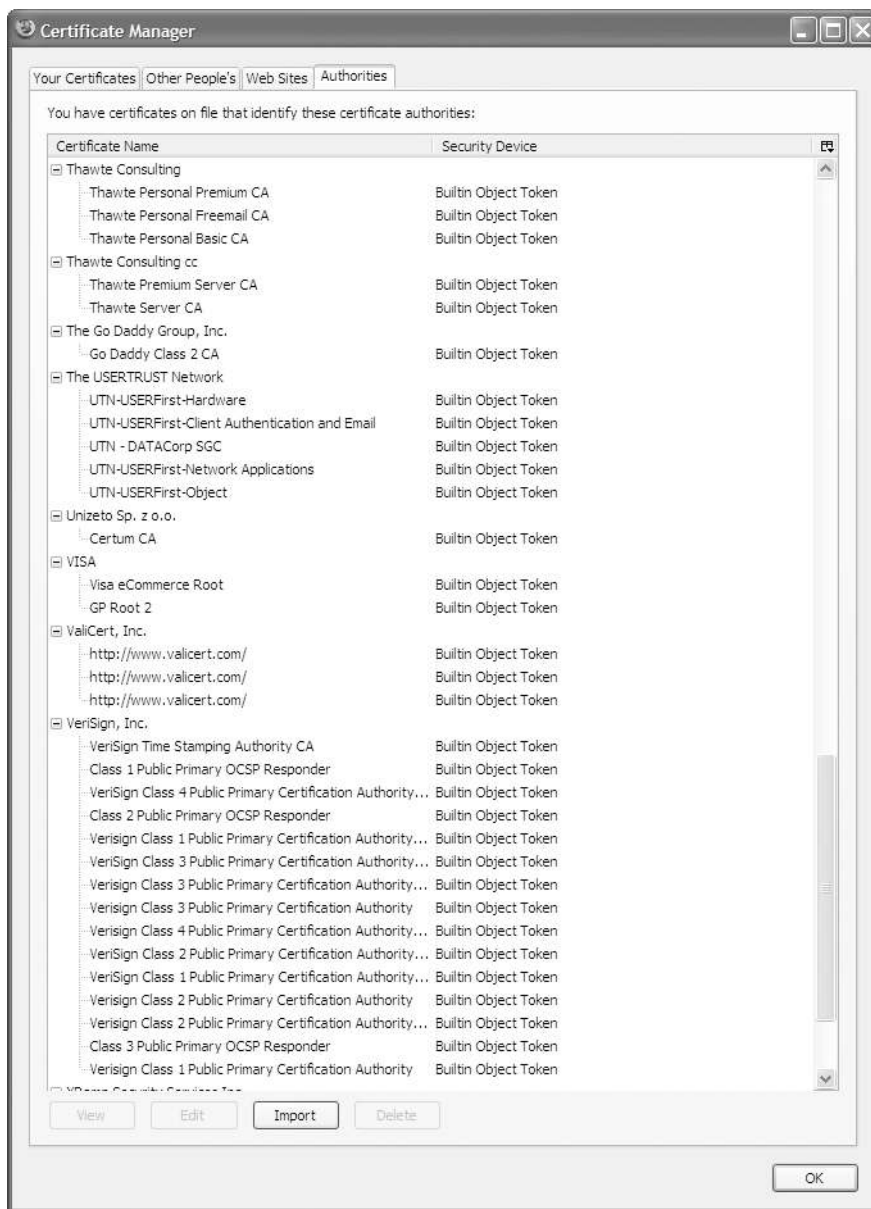 Certificate Manager
Your Certificates Other People's Web Sites Authorities
You have certificates on file that identify these certificate authorities:
Certificate Name Security Device
Thawte Consulting
Thawte Personal Premium CA Builtin Object Token
Thawte Personal Freemail CA Builtin Object Token
Thawte Personal Basic CA Builtin Object Token
Thawte Consulting cc
Thawte Premium Server CA Builtin Object Token
Thawte Server CA Builtin Object Token
The Go Daddy Group, Inc.
Go Daddy Class 2 CA Builtin Object Token
The USERTRUST Network
UTN-USERFirst-Hardware Builtin Object Token
UTN-USERFirst-Client Authentication and Email Builtin Object Token
UTN - DATACorp SGC Builtin Object Token
UTN-USERFirst-Network Applications Builtin Object Token
UTN-USERFirst-Object Builtin Object Token
Unizeto Sp. z o.o.
Certum CA Builtin Object Token
VISA
Visa eCommerce Root Builtin Object Token
GP Root 2 Builtin Object Token
ValiCert, Inc.
http://www.valicert.com/ Builtin Object Token
http://www.valicert.com/ Builtin Object Token
http://www.valicert.com/ Builtin Object Token
VeriSign, Inc.
VeriSign Time Stamping Authority CA Builtin Object Token
Class 1 Public Primary OCSP Responder Builtin Object Token
VeriSign Class 4 Public Primary Certification Authority... Builtin Object Token
Class 2 Public Primary OCSP Responder Builtin Object Token
Verisign Class 1 Public Primary Certification Authority... Builtin Object Token
VeriSign Class 3 Public Primary Certification Authority... Builtin Object Token
Verisign Class 3 Public Primary Certification Authority... Builtin Object Token
Verisign Class 3 Public Primary Certification Authority Builtin Object Token
Verisign Class 4 Public Primary Certification Authority... Builtin Object Token
VeriSign Class 2 Public Primary Certification Authority... Builtin Object Token
VeriSign Class 1 Public Primary Certification Authority... Builtin Object Token
Verisign Class 2 Public Primary Certification Authority Builtin Object Token
Verisign Class 2 Public Primary Certification Authority... Builtin Object Token
Class 3 Public Primary OCSP Responder Builtin Object Token
Verisign Class 1 Public Primary Certification Authority Builtin Object Token
View Edit Import Delete
OK